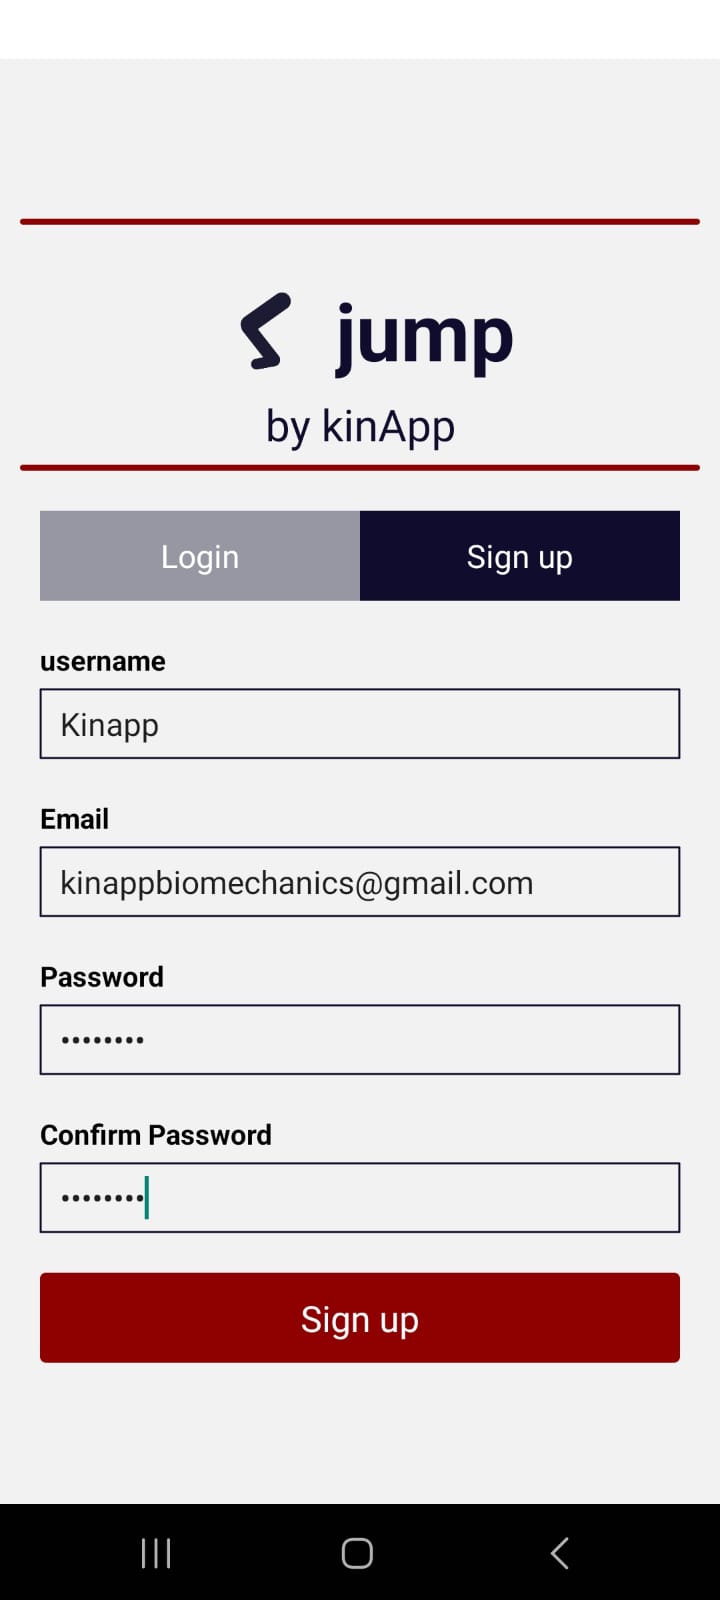 jump
by kinApp
Login
Sign up
username
Kinapp
Email
kinappbiomechanics@gmail.com
Password
••••••••
Confirm Password
••••••••
Sign up